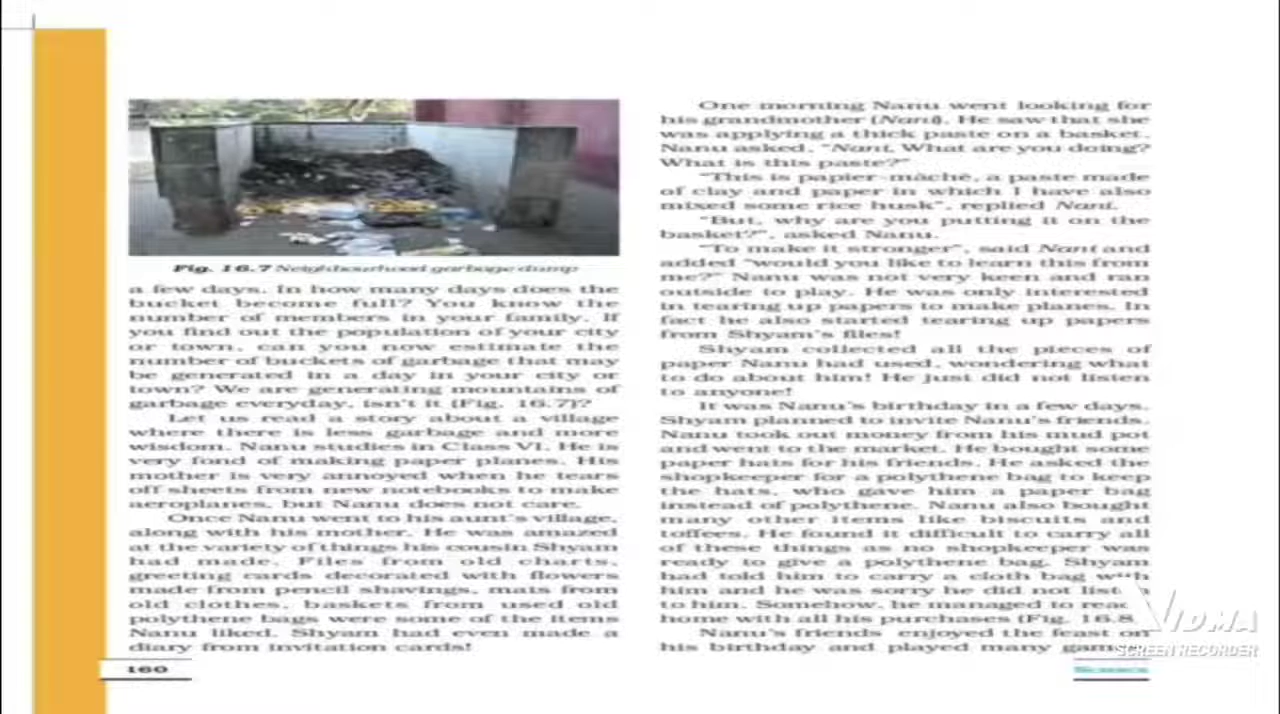 Fig. 16.7 Neighbourhood garbage dump
a few days. In how many days does the
bucket become full? You know the
number of members in your family. If
you find out the population of your city
or town, can you now estimate the
number of buckets of garbage that may
be generated in a day in your city or
town? We are generating mountains of
garbage everyday, isn't it (Fig. 16.7)?
Let us read a story about a village
where there is less garbage and more
wisdom. Nanu studies in Class VI. He is
very fond of making paper planes. His
mother is very annoyed when he tears
off sheets from new notebooks to make
aeroplanes, but Nanu does not care.
Once Nanu went to his aunt's village,
along with his mother. He was amazed
at the variety of things his cousin Shyam
had made. Files from old charts,
greeting cards decorated with flowers
made from pencil shavings, mats from
old clothes, baskets from used old
polythene bags were some of the items
Nanu liked. Shyam had even made a
diary from invitation cards!
160
One morning Nanu went looking for
his grandmother (Nani). He saw that she
was applying a thick paste on a basket.
Nanu asked, "Nani, What are you doing?
What is this paste?"
"This is papier-mâché, a paste made
of clay and paper in which I have also
mixed some rice husk", replied Nani.
"But, why are you putting it on the
basket?", asked Nanu.
"To make it stronger", said Nani and
added "would you like to learn this from
me?" Nanu was not very keen and ran
outside to play. He was only interested
in tearing up papers to make planes. In
fact he also started tearing up papers
from Shyam's files!
Shyam collected all the pieces of
paper Nanu had used, wondering what
to do about him! He just did not listen
to anyone!
It was Nanu's birthday in a few days.
Shyam planned to invite Nanu's friends.
Nanu took out money from his mud pot
and went to the market. He bought some
paper hats for his friends. He asked the
shopkeeper for a polythene bag to keep
the hats, who gave him a paper bag
instead of polythene. Nanu also bought
many other items like biscuits and
toffees. He found it difficult to carry all
of these things as no shopkeeper was
ready to give a polythene bag. Shyam
had told him to carry a cloth bag with
him and he was sorry he did not
to him. Somehow, he managed to
home with all his purchases (Fig. 16.8
Nanu's friends enjoyed the feast on
his birthday and played many
VIDMA
SCREEN RECORDER